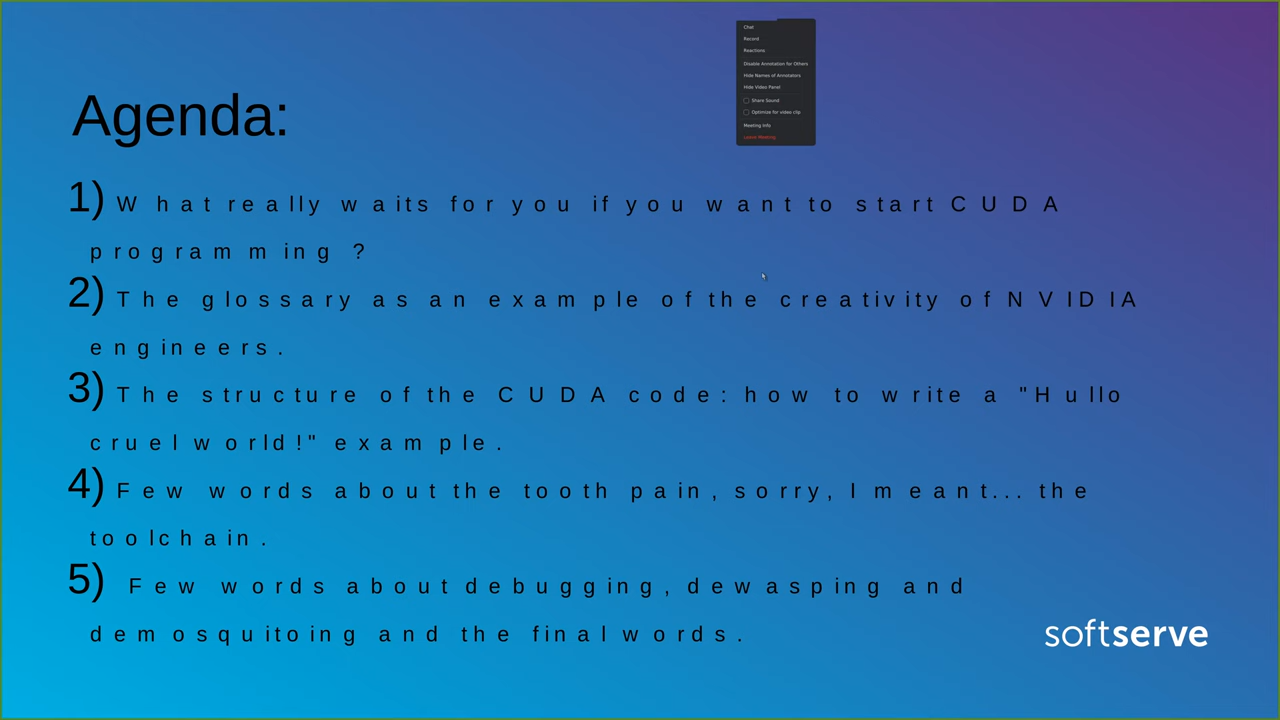 Chat
Record
Reactions
Disable Annotation for Others
Hide Names of Annotators
Hide Video Panel
Share Sound
Optimize for video clip
Meeting Info
Leave Meeting
Agenda:
1) What really waits for you if you want to start CUDA
programming ?
2) The glossary as an example of the creativity of NVIDIA
engineers.
3) The structure of the CUDA code: how to write a "Hullo
cruel world!" example.
4) Few words about the tooth pain, sorry, I meant... the
toolchain.
5) Few words about debugging, dewasping and
demosquitoing and the final words.
softserve